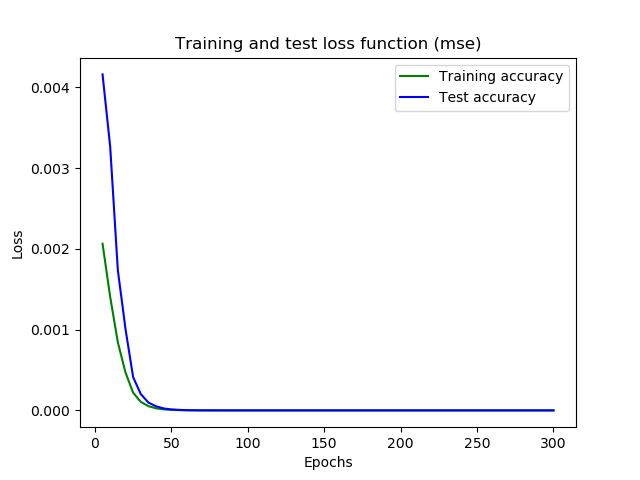 Training and test loss function (mse)
Training accuracy
Test accuracy
Loss
0.004
0.003
0.002
0.001
0.000
0
50
100
150
200
250
300
Epochs